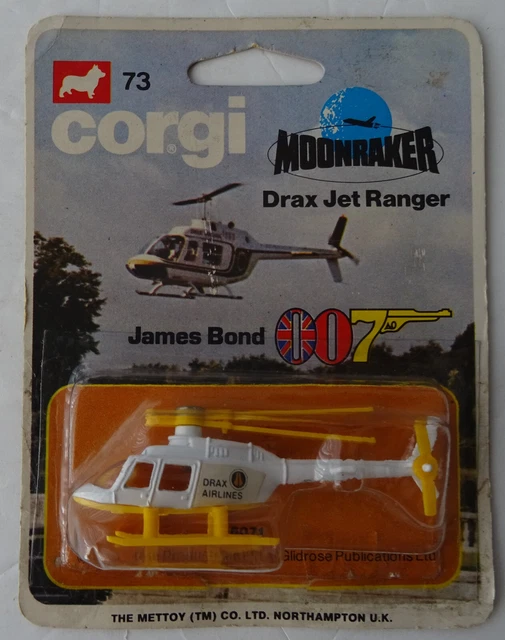 73
corgi®
MOONRAKER
Drax Jet Ranger
James Bond 007
DRAX
AIRLINES
Glidrose Publications Ltd
THE METTOY (TM) CO. LTD. NORTHAMPTON U.K.